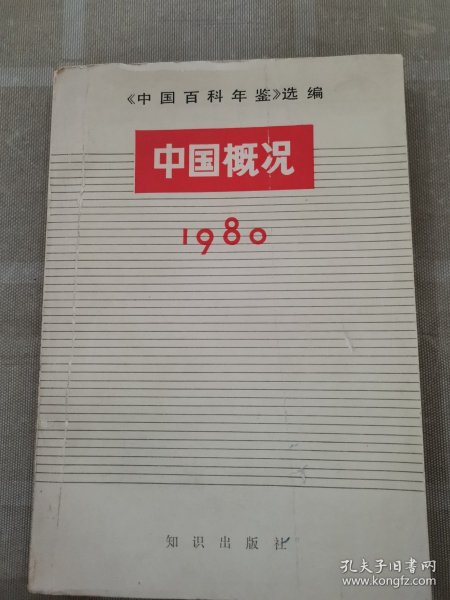 《中国百科年鉴》选编
中国概况
1980
知识出版社
孔夫子旧书网
www.kongfz.com